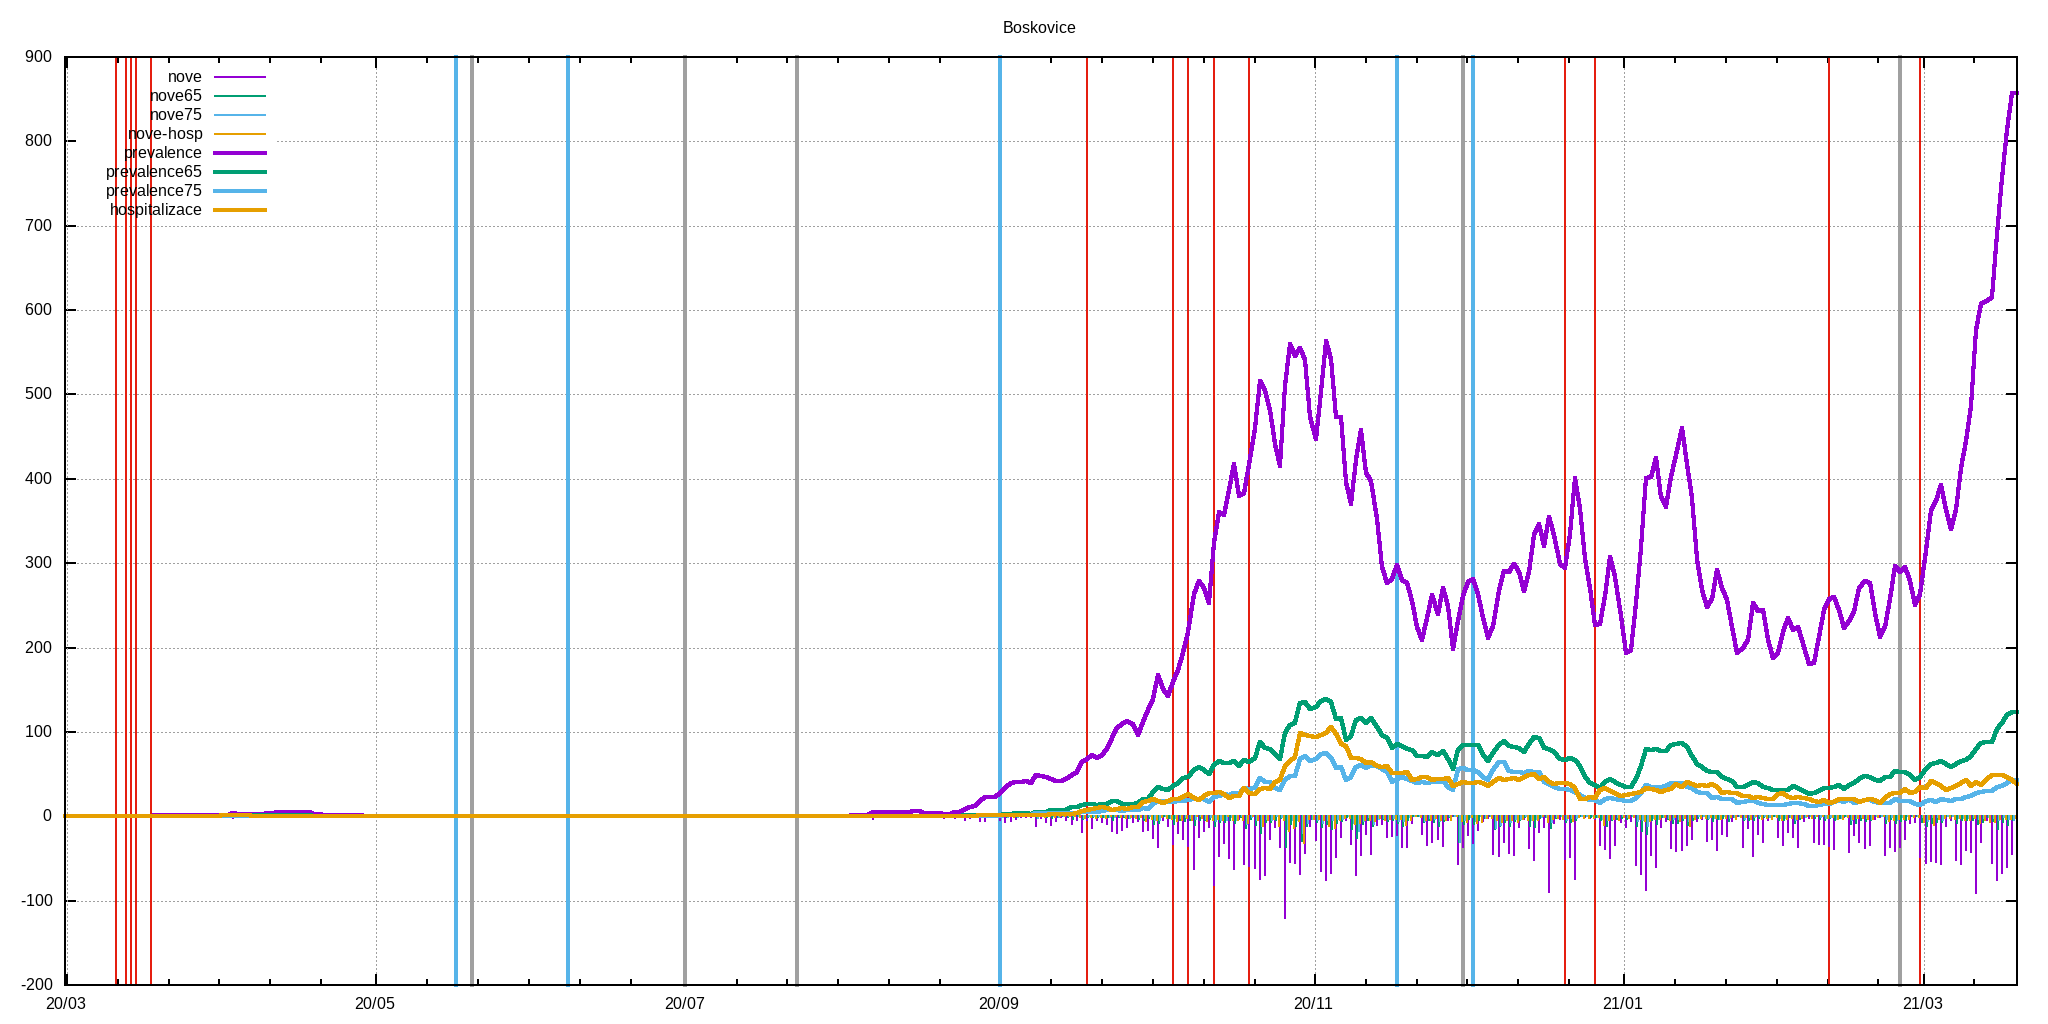 Boskovice
900
800
700
600
500
400
300
200
100
0
-100
-200
nove
nove65
nove75
nove-hosp
prevalence
prevalence65
prevalence75
hospitalizace
20/03 20/05 20/07 20/09 20/11 21/01 21/03